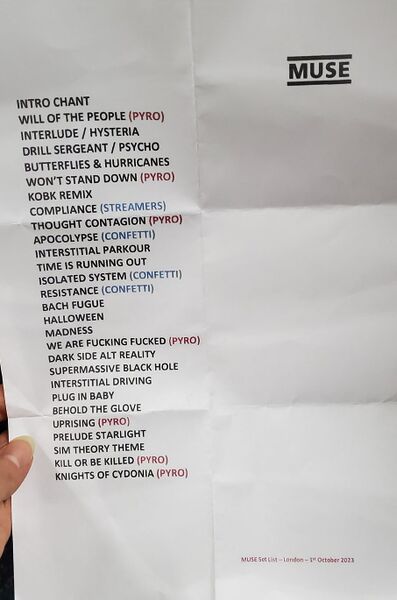 MUSE
INTRO CHANT
WILL OF THE PEOPLE (PYRO)
INTERLUDE / HYSTERIA
DRILL SERGEANT / PSYCHO
BUTTERFLIES & HURRICANES
WON'T STAND DOWN (PYRO)
KOBK REMIX
COMPLIANCE (STREAMERS)
THOUGHT CONTAGION (PYRO)
APOCOLYPSE (CONFETTI)
INTERSTITIAL PARKOUR
TIME IS RUNNING OUT
ISOLATED SYSTEM (CONFETTI)
RESISTANCE (CONFETTI)
BACH FUGUE
HALLOWEEN
MADNESS
WE ARE FUCKING FUCKED (PYRO)
DARK SIDE ALT REALITY
SUPERMASSIVE BLACK HOLE
INTERSTITIAL DRIVING
PLUG IN BABY
BEHOLD THE GLOVE
UPRISING (PYRO)
PRELUDE STARLIGHT
SIM THEORY THEME
KILL OR BE KILLED (PYRO)
KNIGHTS OF CYDONIA (PYRO)
MUSE Set List – London – 1st October 2023